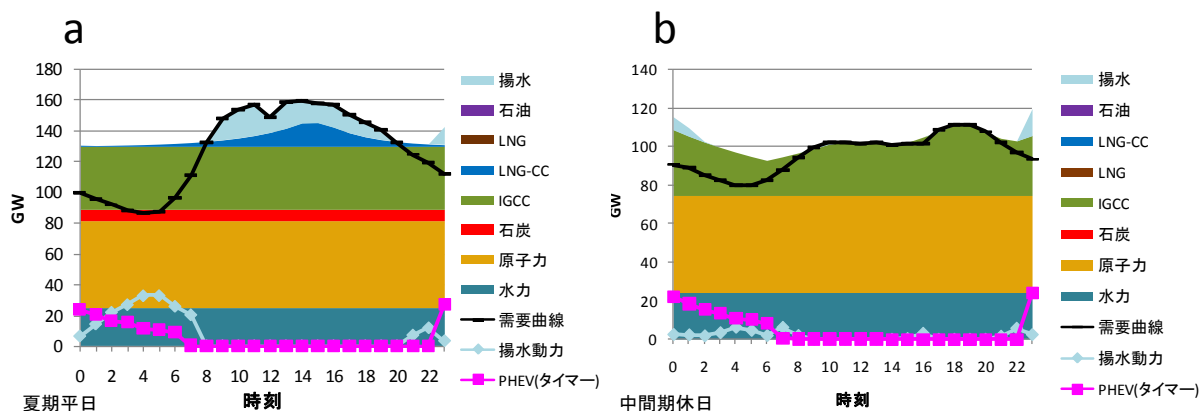 a
180
160
140
120
100
80
60
40
20
0
GW
0 2 4 6 8 10 12 14 16 18 20 22
夏期平日
時刻
揚水
石油
LNG
LNG-CC
IGCC
石炭
原子力
水力
需要曲線
揚水動力
PHEV(タイマー)
b
140
120
100
80
60
40
20
0
GW
0 2 4 6 8 10 12 14 16 18 20 22
中間期休日
時刻
揚水
石油
LNG-CC
LNG
IGCC
石炭
原子力
水力
需要曲線
揚水動力
PHEV(タイマー)